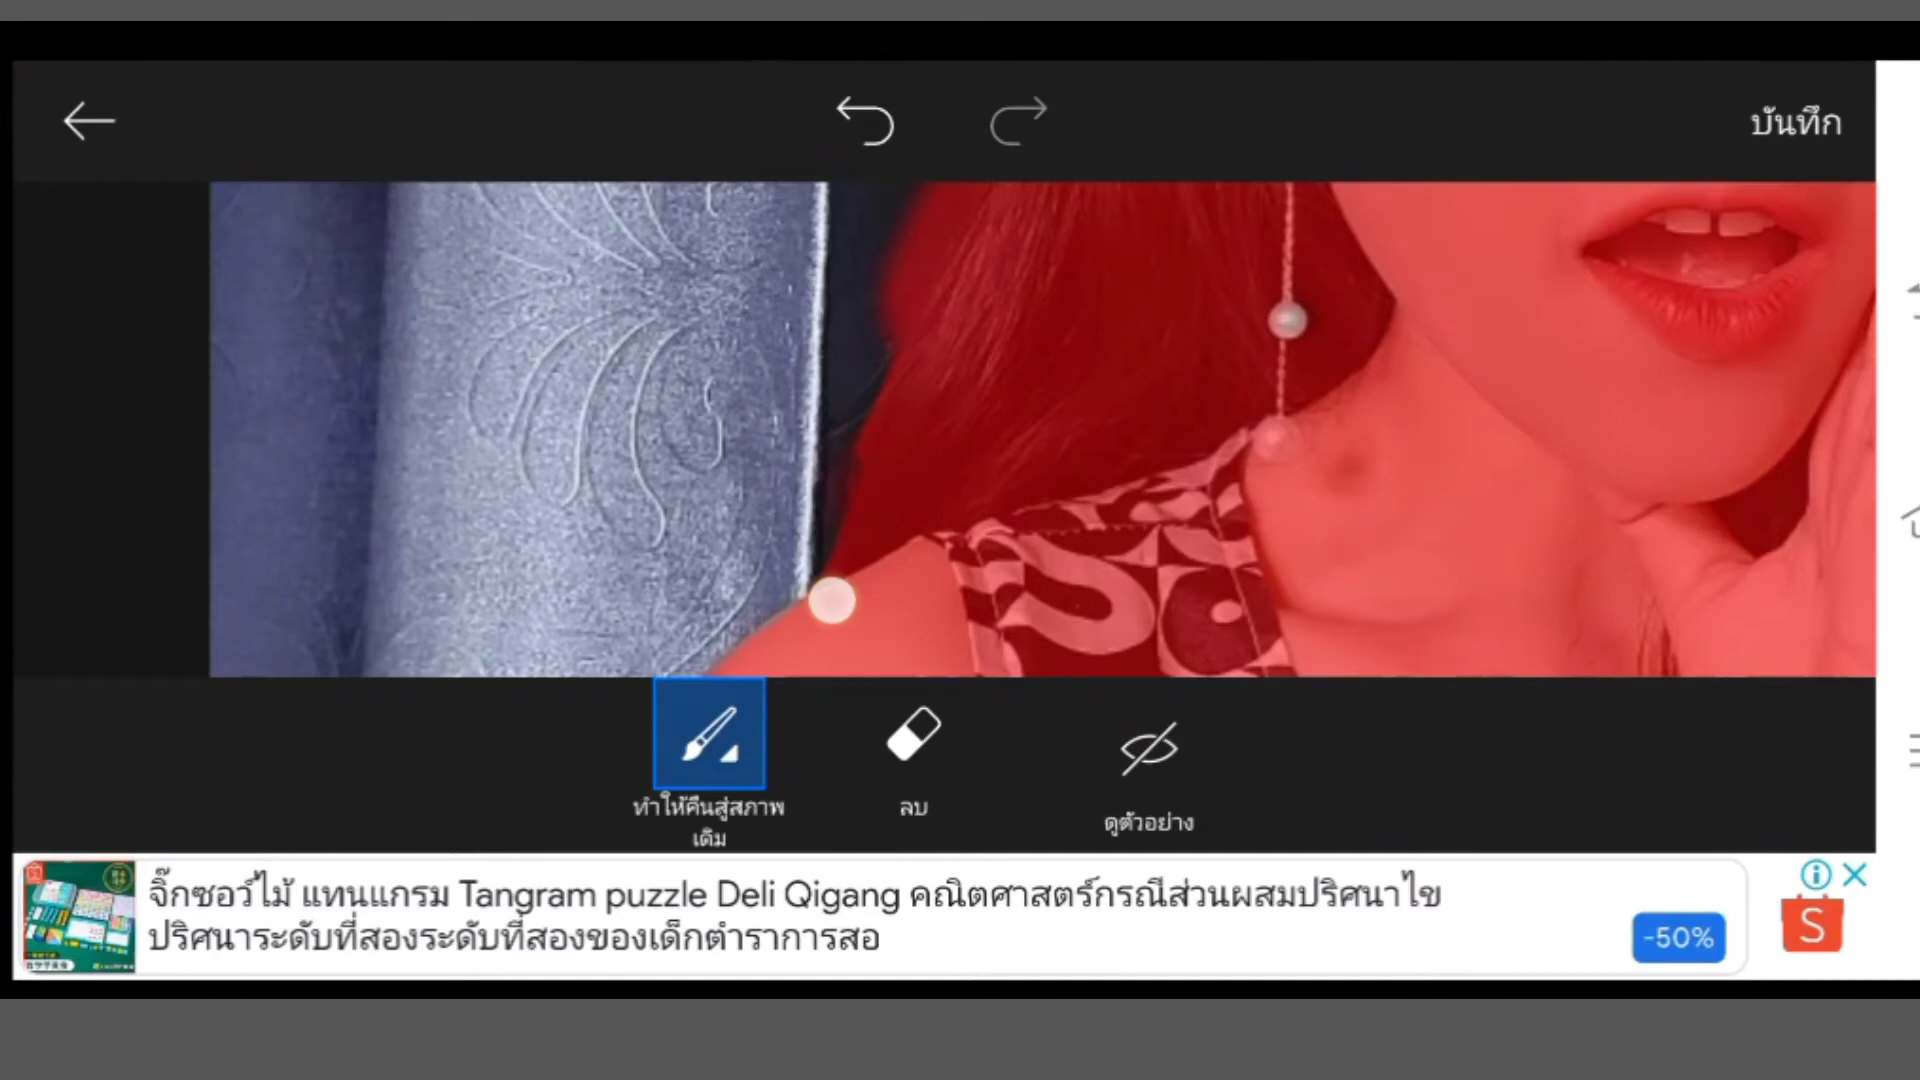 บันทึก
ทำให้คืนสู่สภาพ
เดิม
ลบ
ดูตัวอย่าง
จิ๊กซอว์ไม้ แทนแกรม Tangram puzzle Deli Qigang คณิตศาสตร์กรณีส่วนผสมปริศนาไข
ปริศนาระดับที่สองระดับที่สองของเด็กตำราการสอ
-50%
S